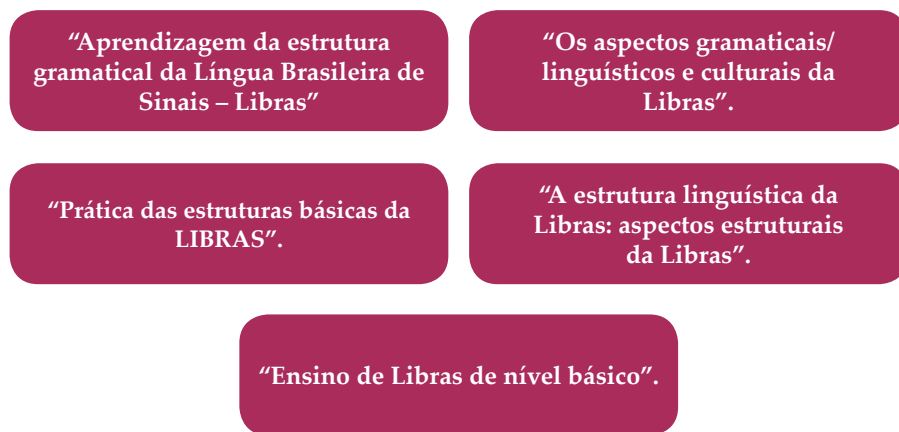 “Aprendizagem da estrutura
gramatical da Língua Brasileira de
Sinais – Libras”
“Os aspectos gramaticais/
linguísticos e culturais da
Libras”.
“Prática das estruturas básicas da
LIBRAS”.
“A estrutura linguística da
Libras: aspectos estruturais
da Libras”.
“Ensino de Libras de nível básico”.